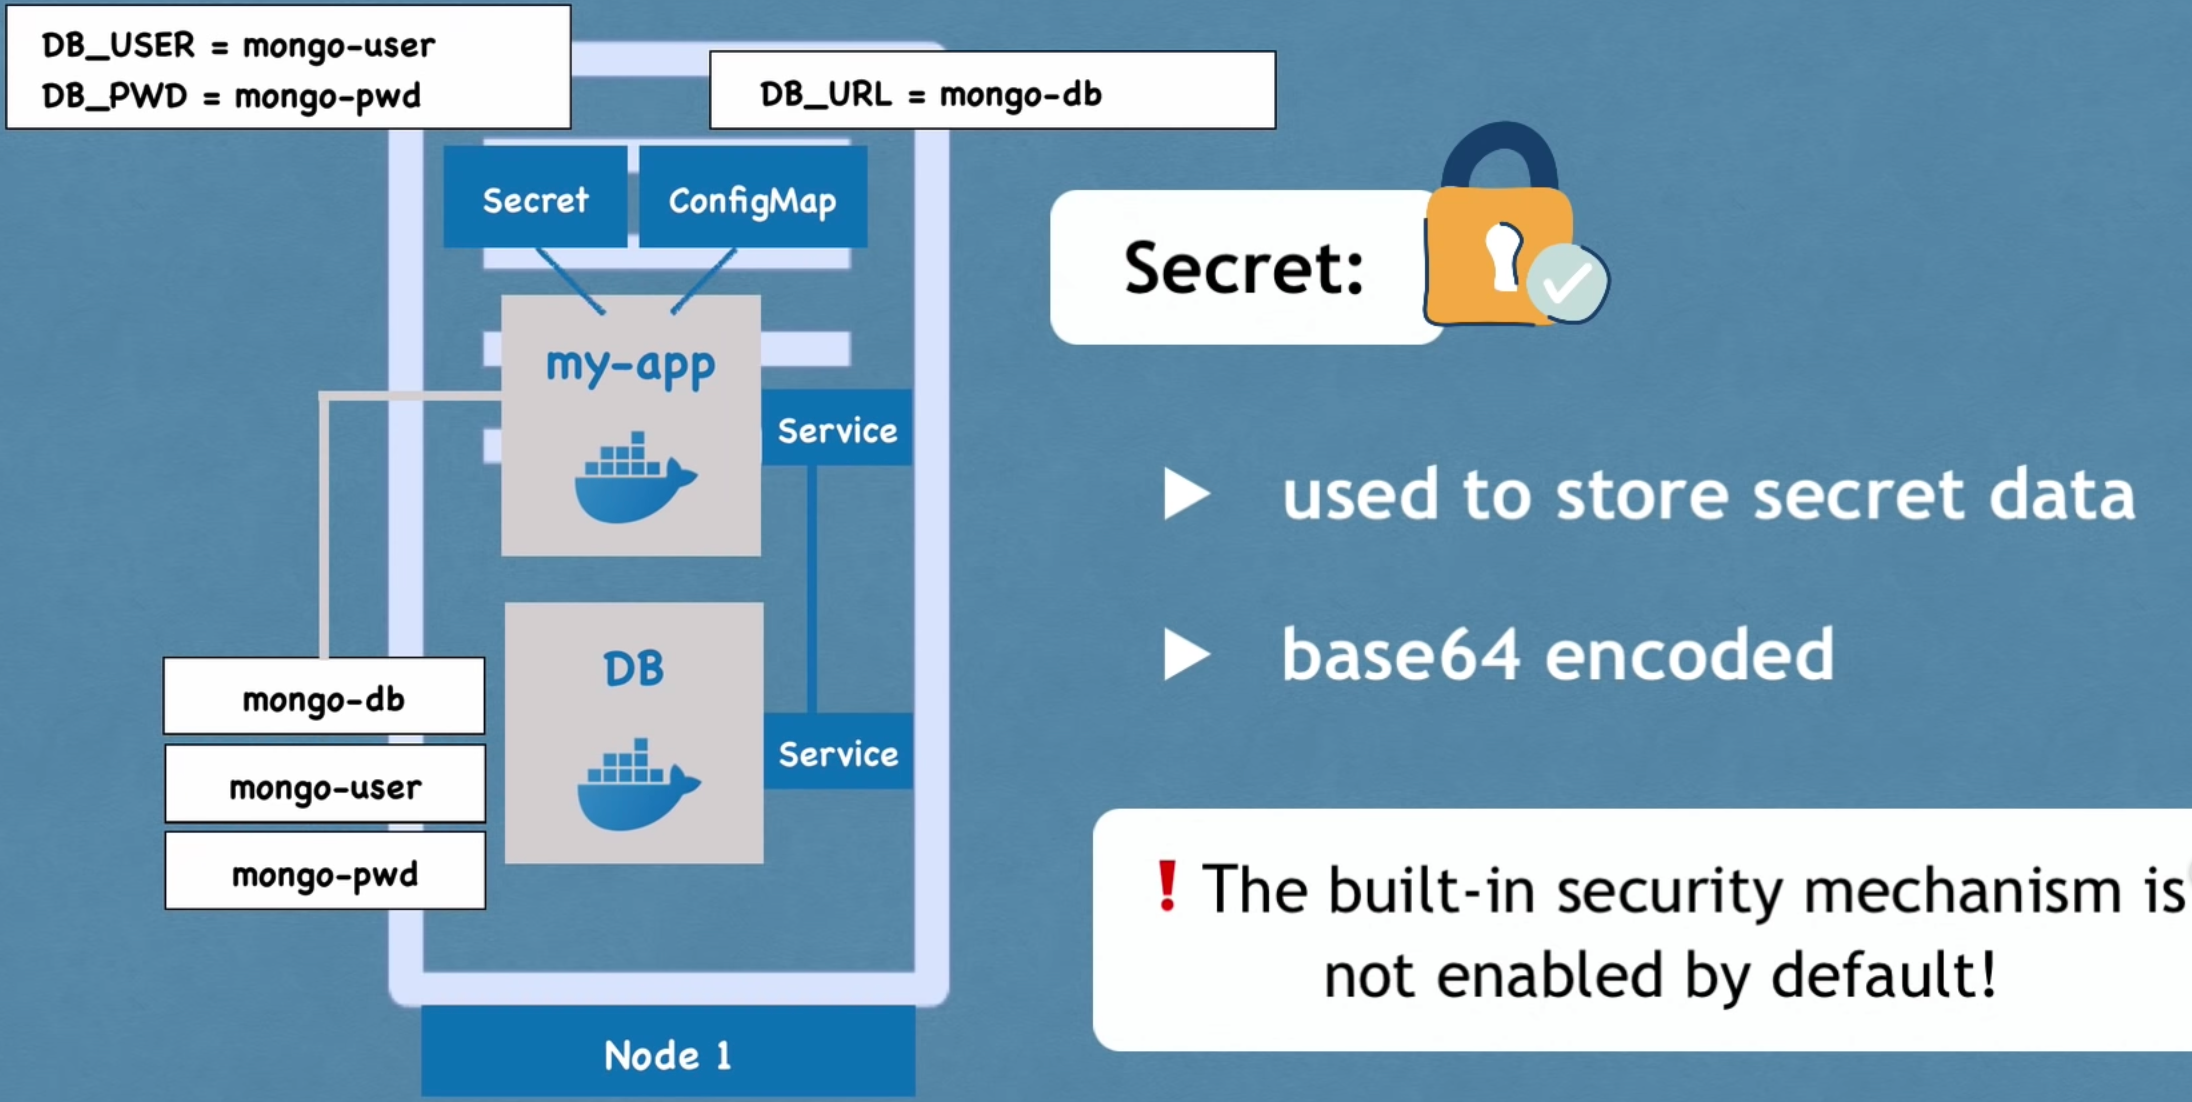 DB_USER = mongo-user
DB_PWD = mongo-pwd
DB_URL = mongo-db
Secret
ConfigMap
my-app
Service
DB
Service
mongo-db
mongo-user
mongo-pwd
Node 1
Secret:
used to store secret data
base64 encoded
! The built-in security mechanism is
not enabled by default!